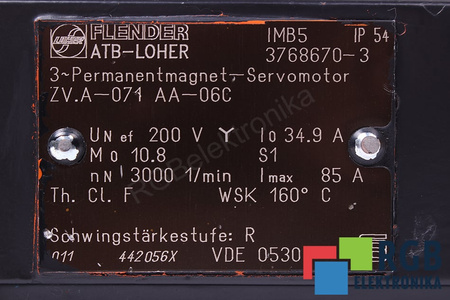 FLENDER IMB5 IP 54
ATB-LOHER 3768670-3
3~Permanentmagnet-Servomotor
ZV.A-071 AA-06C
UN ef 200 V Y I0 34.9 A
M0 10.8 S1
nN 3000 1/min Imax 85 A
Th. Cl. F WSK 160° C
Schwingstärkestufe: R
011 442056X VDE 0530
RGB
ELEKTRONIKA
RGBelektronika